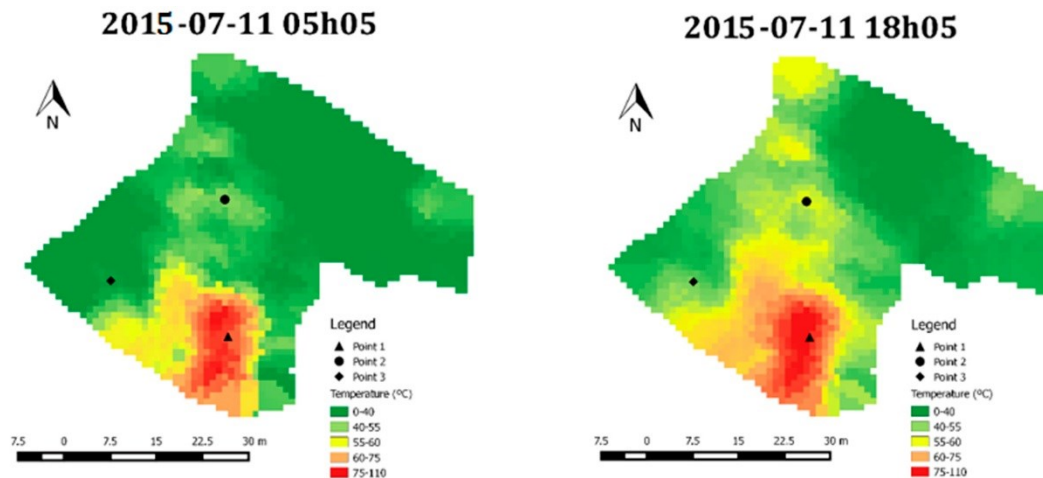 2015-07-11 05h05
N
Legend
Point 1
Point 2
Point 3
Temperature (ºC)
0-40
40-55
55-60
60-75
75-110
7.5 0 7.5 15 22.5 30 m
2015-07-11 18h05
N
Legend
Point 1
Point 2
Point 3
Temperature (ºC)
0-40
40-55
55-60
60-75
75-110
7.5 0 7.5 15 22.5 30 m